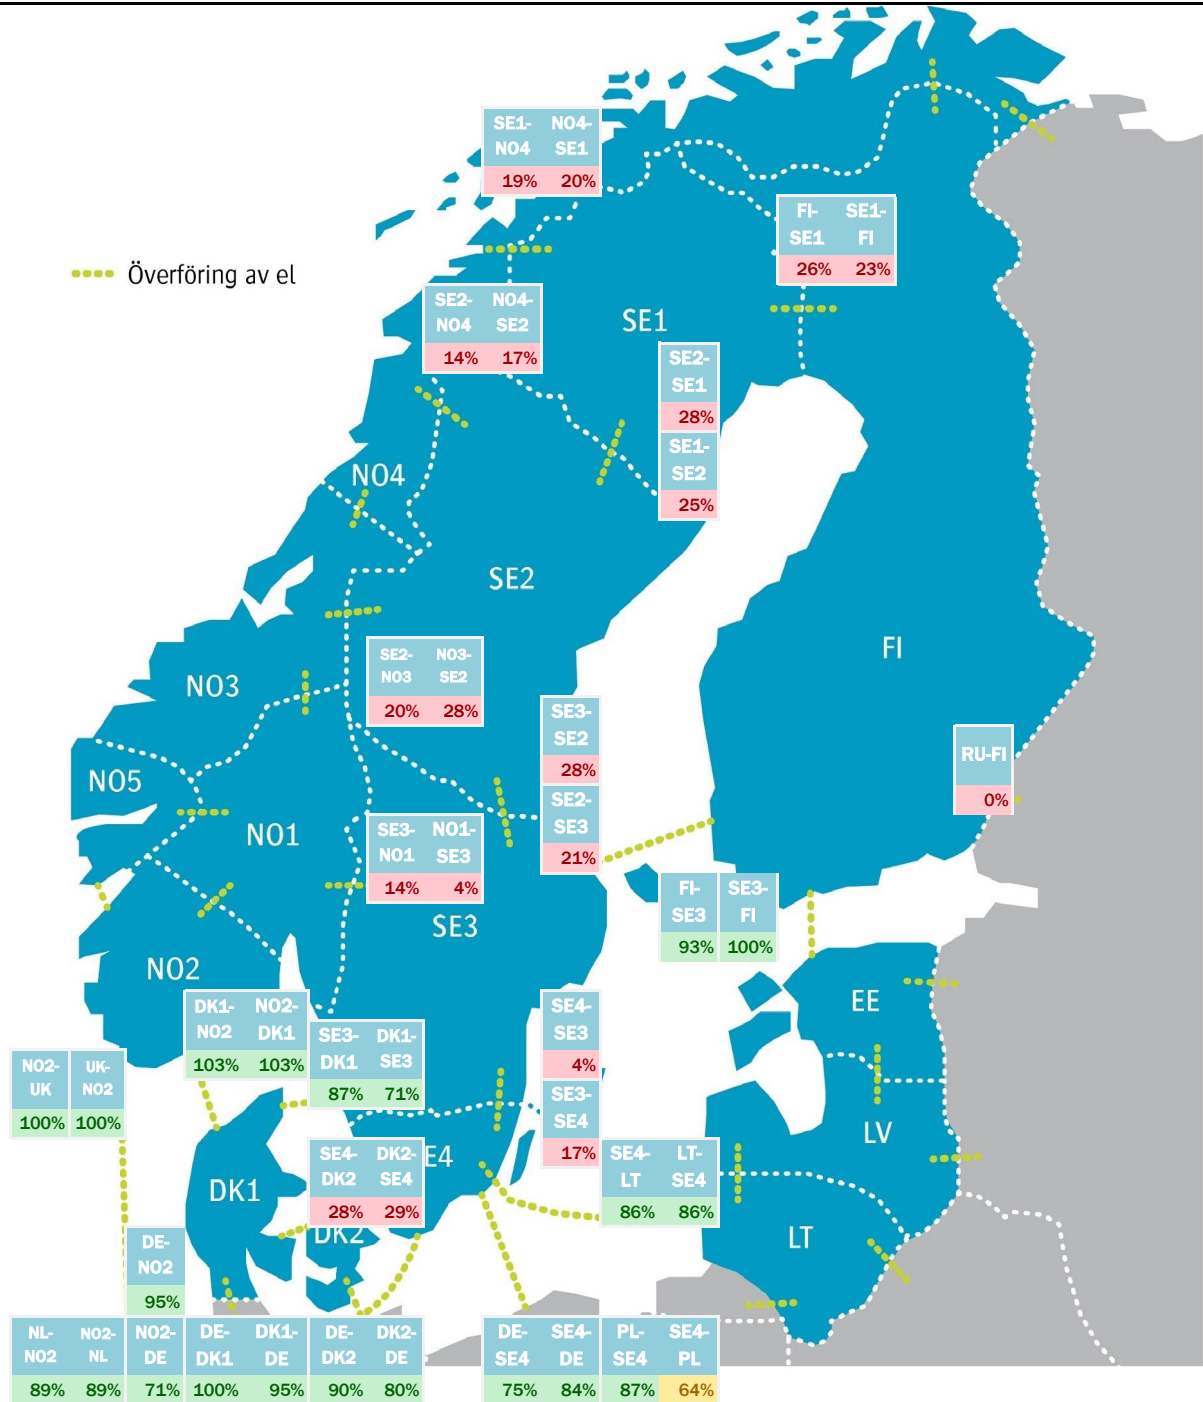 SE1- NO4-
NO4 SE1
19% 20%
FI- SE1-
SE1 FI
26% 23%
Överföring av el
SE2- NO4-
NO4 SE2
14% 17%
SE1
SE2-
SE1
28%
SE1-
SE2
25%
NO4
SE2
FI
SE2- NO3-
NO3 SE2
20% 28%
NO3
SE3-
SE2
28%
SE2-
SE3
21%
RU-FI
0%
NO5
NO1
SE3- NO1-
NO1 SE3
14% 4%
FI- SE3-
SE3 FI
93% 100%
SE3
NO2
DK1- NO2-
NO2 DK1
103% 103%
SE3- DK1-
DK1 SE3
87% 71%
SE4-
SE3
4%
SE3-
SE4
17%
EE
NO2- UK-
UK NO2
100% 100%
LV
SE4- DK2-
DK2 SE4
28% 29%
E4
SE4- LT-
LT SE4
86% 86%
DK1
DK2
LT
DE-
NO2
95%
NL- NO2- NO2- DE- DK1- DE- DK2- DE- SE4- PL- SE4-
NO2 NL DE DK1 DE DK2 DE SE4 DE SE4 PL
89% 89% 71% 100% 95% 90% 80% 75% 84% 87% 64%